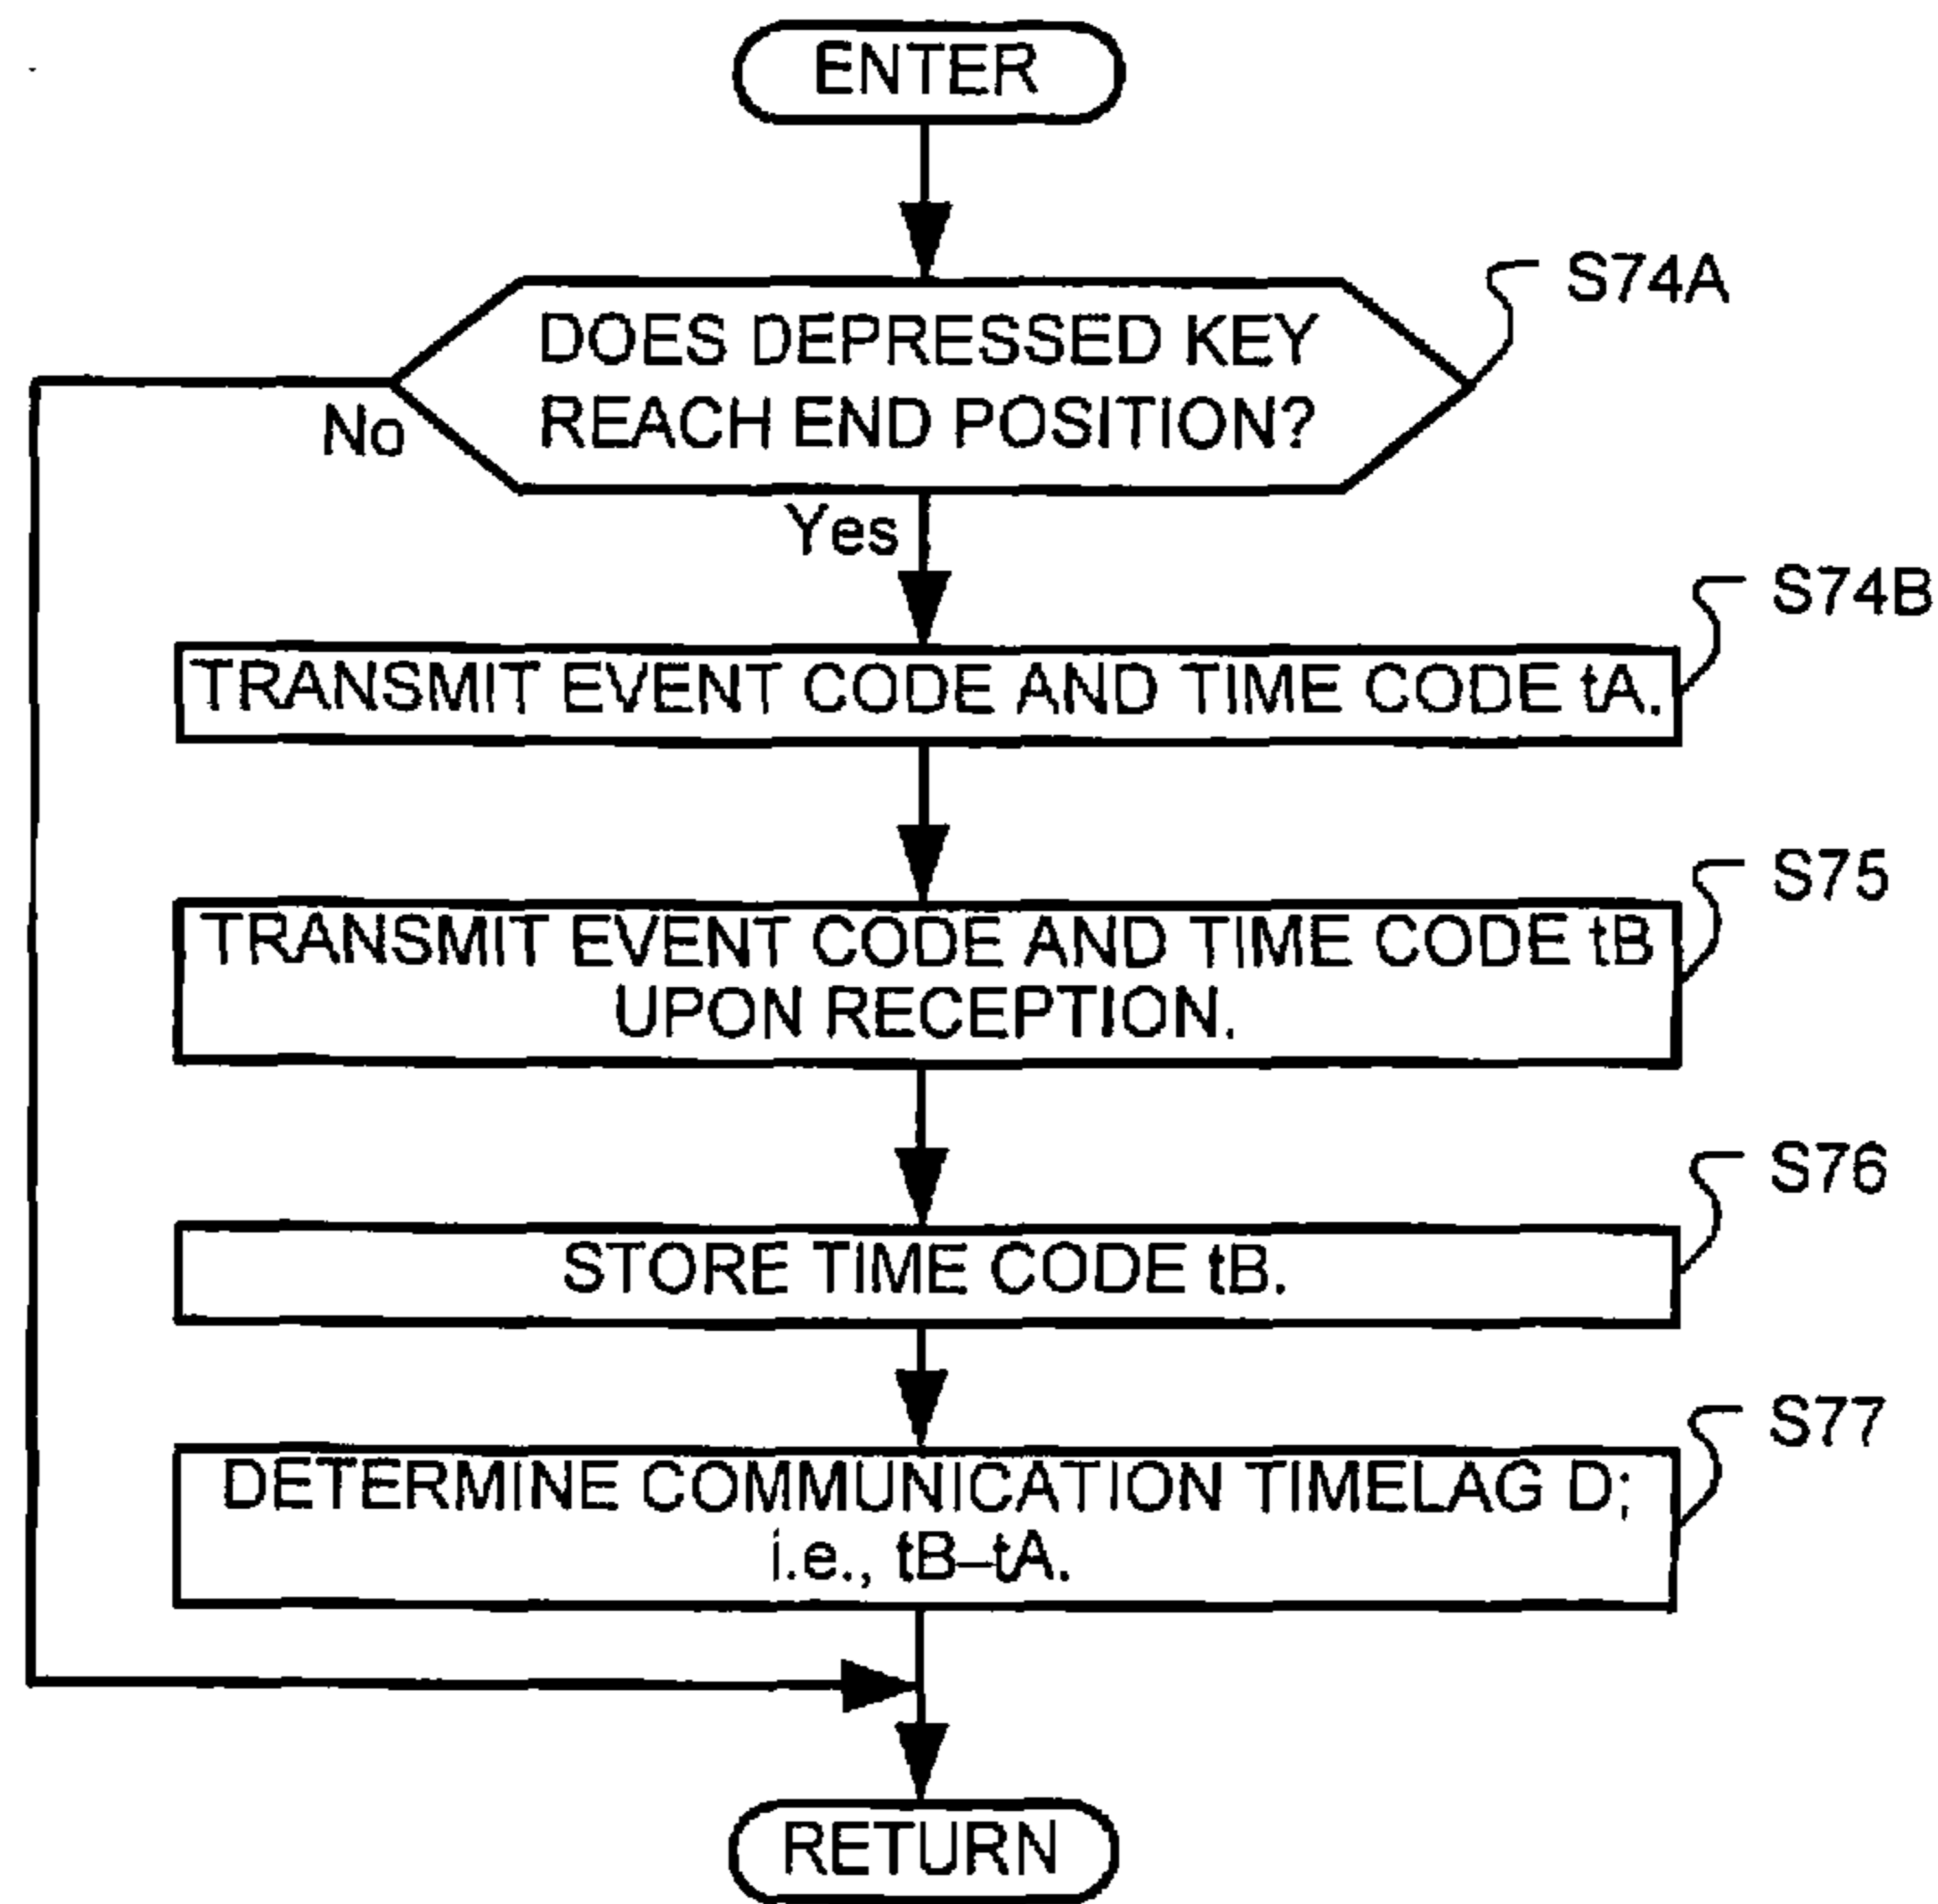 ENTER
S74A
DOES DEPRESSED KEY
REACH END POSITION?
No
Yes
S74B
TRANSMIT EVENT CODE AND TIME CODE tA.
S75
TRANSMIT EVENT CODE AND TIME CODE tB
UPON RECEPTION.
S76
STORE TIME CODE tB.
S77
DETERMINE COMMUNICATION TIMELAG D;
i.e., tB–tA.
RETURN